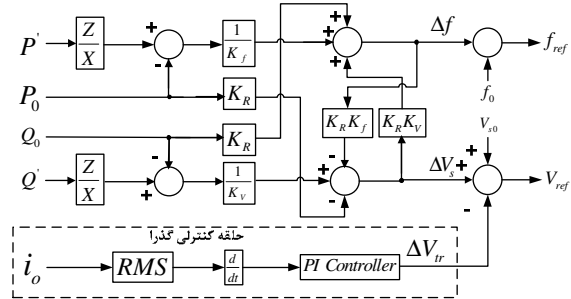 P' Z/X + - 1/K_f + + + Δf f_ref
P_0 K_R f_0
K_R K_f K_R K_V V_s0
Q_0 K_R
Q' Z/X - + 1/K_V - + - ΔV_s + + - V_ref
حلقه کنترلی گذرا
i_o RMS d/dt PI Controller ΔV_tr